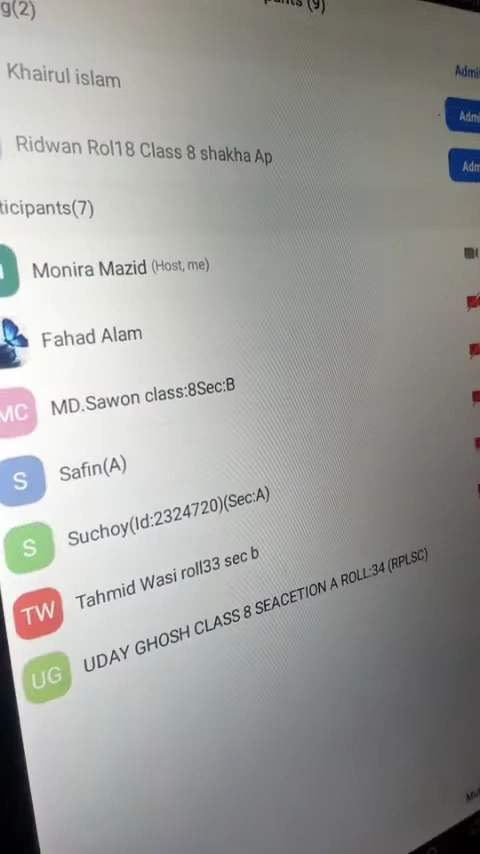 g(2)
(9)
Khairul islam
Admi
Admi
Ridwan Rol18 Class 8 shakha Ap
Adm
ticipants(7)
Monira Mazid (Host, me)
Fahad Alam
MC
MD.Sawon class:8Sec:B
S
Safin(A)
S
Suchoy(Id:2324720)(Sec:A)
TW
Tahmid Wasi roll33 sec b
UG
UDAY GHOSH CLASS 8 SEACETION A ROLL:34 (RPLSC)